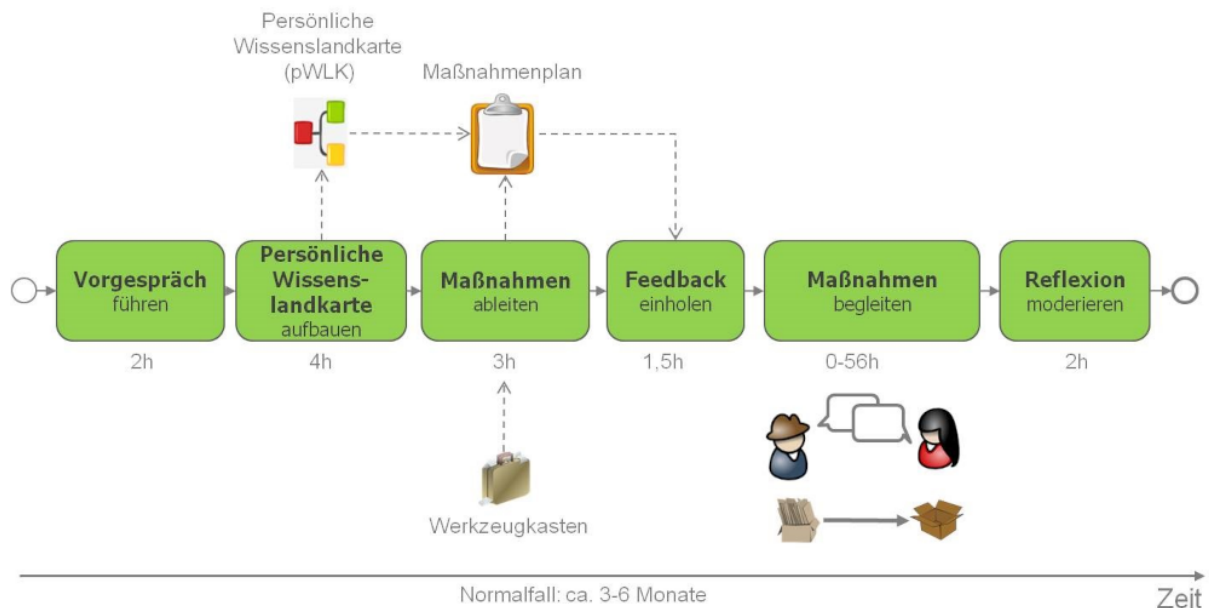 Persönliche
Wissenslandkarte
(pWLK)
Maßnahmenplan
Vorgespräch
führen
Persönliche
Wissens-
landkarte
aufbauen
Maßnahmen
ableiten
Feedback
einholen
Maßnahmen
begleiten
Reflexion
moderieren
2h
4h
3h
1,5h
0-56h
2h
Werkzeugkasten
Normalfall: ca. 3-6 Monate
Zeit